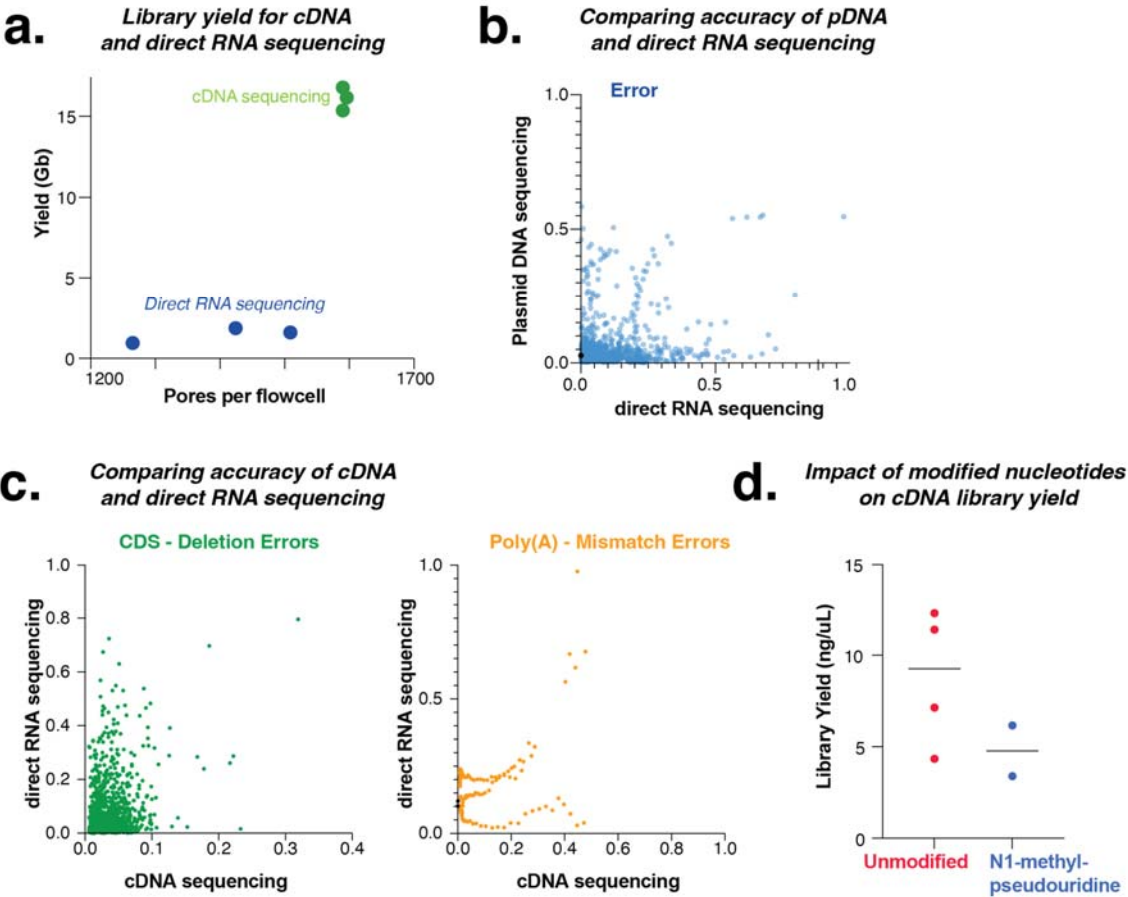 a.
Library yield for cDNA
and direct RNA sequencing
cDNA sequencing
Direct RNA sequencing
Yield (Gb)
15
10
5
0
1200
1700
Pores per flowcell
b.
Comparing accuracy of pDNA
and direct RNA sequencing
Error
Plasmid DNA sequencing
1.0
0.5
0.0
0.0
0.5
1.0
direct RNA sequencing
c.
Comparing accuracy of cDNA
and direct RNA sequencing
CDS - Deletion Errors
direct RNA sequencing
1.0
0.8
0.6
0.4
0.2
0.0
0.0
0.1
0.2
0.3
0.4
cDNA sequencing
Poly(A) - Mismatch Errors
direct RNA sequencing
1.0
0.5
0.0
0.0
0.2
0.4
0.6
0.8
1.0
cDNA sequencing
d.
Impact of modified nucleotides
on cDNA library yield
Library Yield (ng/uL)
15
10
5
0
Unmodified
N1-methyl-
pseudouridine